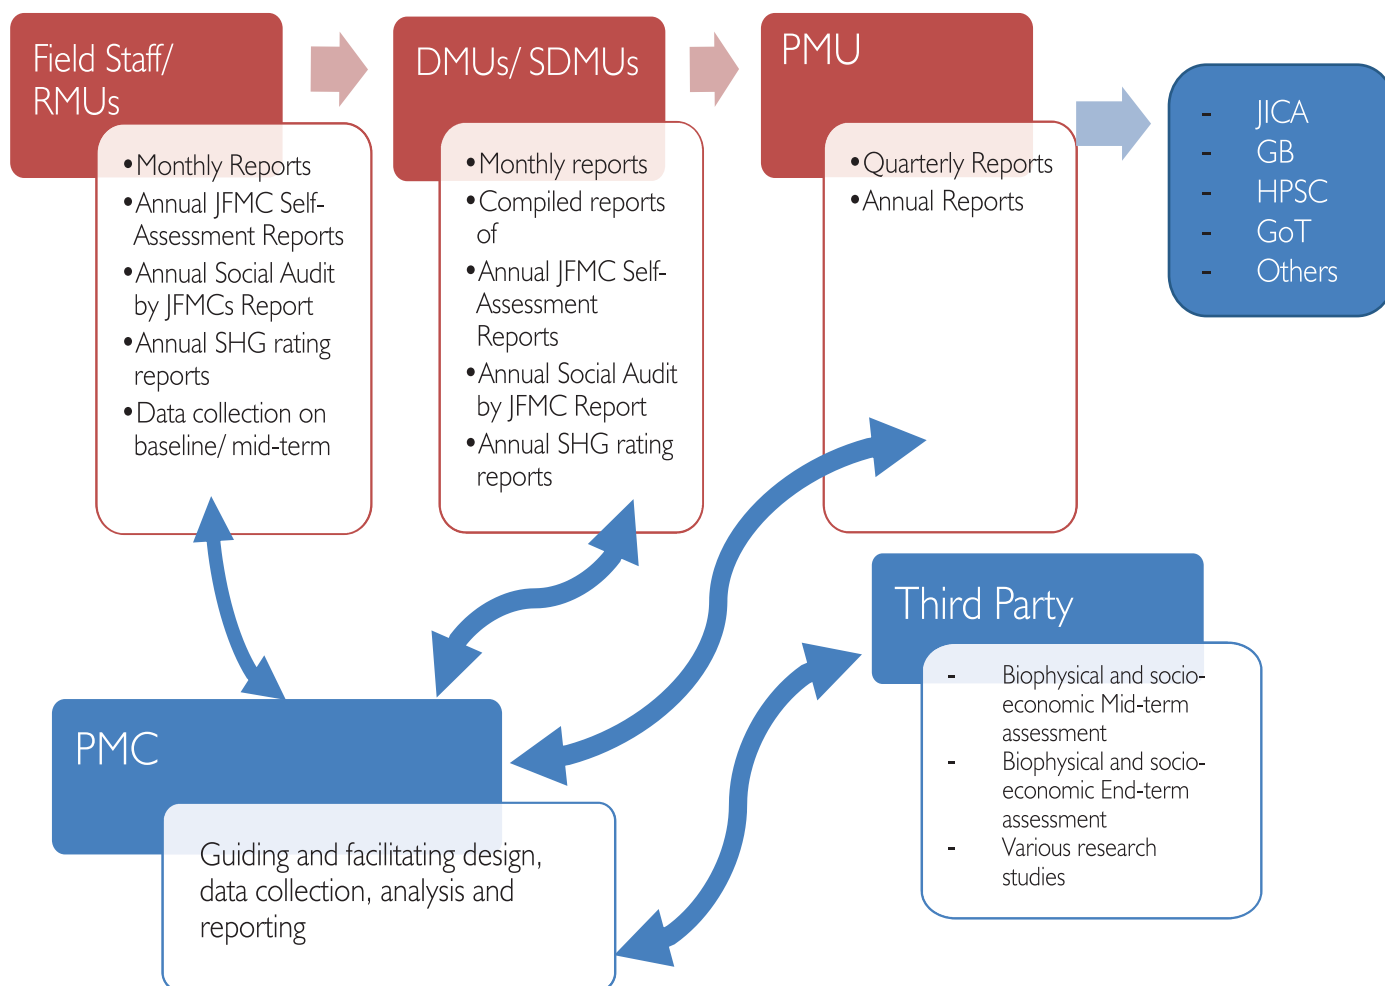 Field Staff/
RMUs
• Monthly Reports
• Annual JFMC Self-
Assessment Reports
• Annual Social Audit
by JFMCs Report
• Annual SHG rating
reports
• Data collection on
baseline/ mid-term
DMUs/ SDMUs
• Monthly reports
• Compiled reports
of
• Annual JFMC Self-
Assessment
Reports
• Annual Social Audit
by JFMC Report
• Annual SHG rating
reports
PMU
• Quarterly Reports
• Annual Reports
- JICA
- GB
- HPSC
- GoT
- Others
Third Party
- Biophysical and socio-
economic Mid-term
assessment
- Biophysical and socio-
economic End-term
assessment
- Various research
studies
PMC
Guiding and facilitating design,
data collection, analysis and
reporting